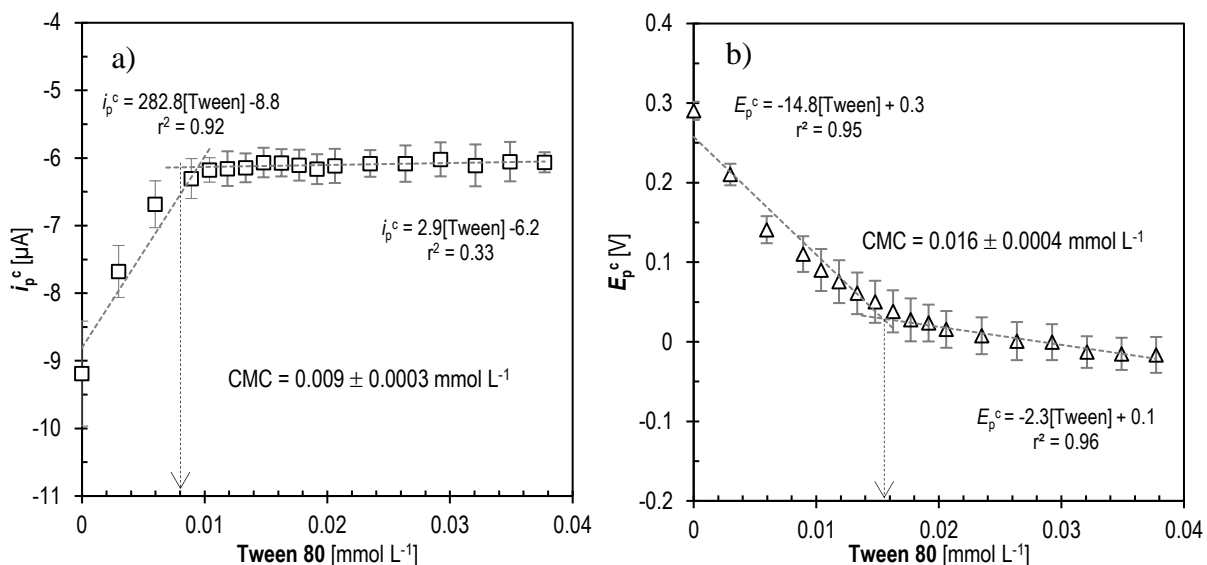 a)
i_p^c = 282.8[Tween] -8.8
r² = 0.92
i_p^c = 2.9[Tween] -6.2
r² = 0.33
CMC = 0.009 ± 0.0003 mmol L⁻¹
-4
-5
-6
-7
-8
-9
-10
-11
i_p^c [µA]
0
0.01
0.02
0.03
0.04
Tween 80 [mmol L⁻¹]
b)
E_p^c = -14.8[Tween] + 0.3
r² = 0.95
CMC = 0.016 ± 0.0004 mmol L⁻¹
E_p^c = -2.3[Tween] + 0.1
r² = 0.96
0.4
0.3
0.2
0.1
0
-0.1
-0.2
E_p^c [V]
0
0.01
0.02
0.03
0.04
Tween 80 [mmol L⁻¹]